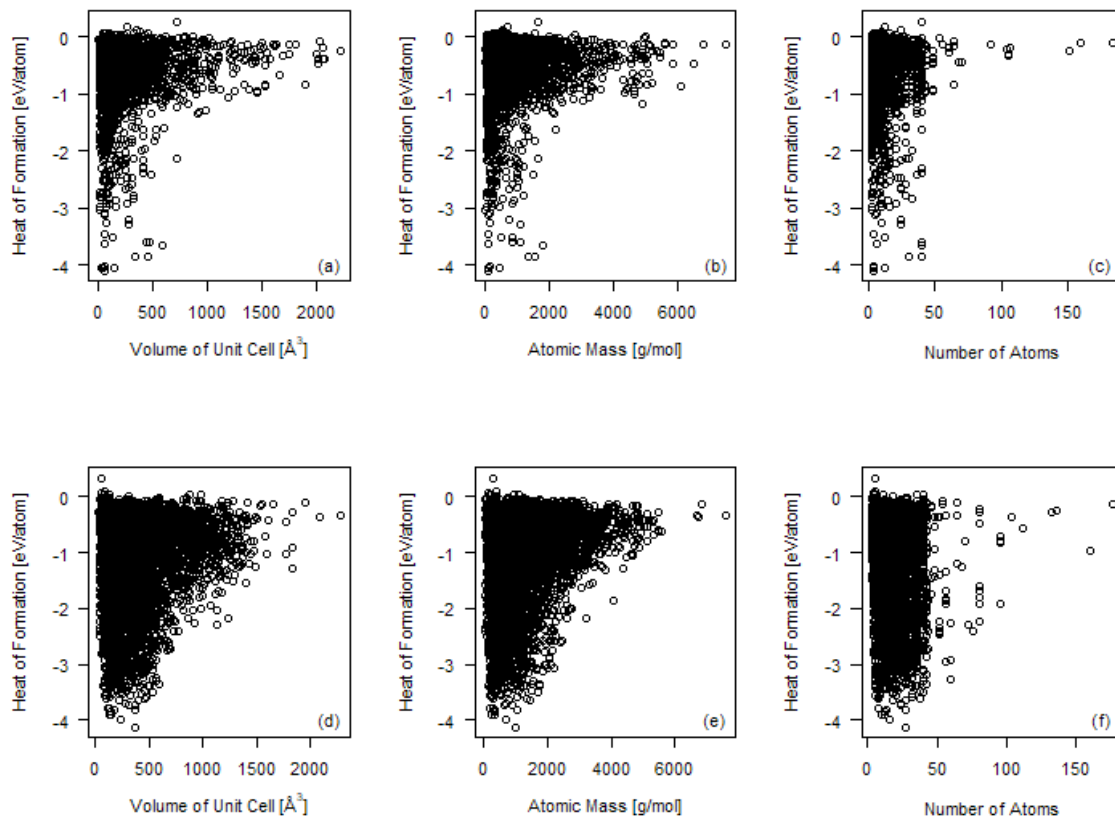 0
-1
-2
-3
-4
Heat of Formation [eV/atom]
(a)
0 500 1000 1500 2000
Volume of Unit Cell [Å³]
0
-1
-2
-3
-4
Heat of Formation [eV/atom]
(b)
0 2000 4000 6000
Atomic Mass [g/mol]
0
-1
-2
-3
-4
Heat of Formation [eV/atom]
(c)
0 50 100 150
Number of Atoms
0
-1
-2
-3
-4
Heat of Formation [eV/atom]
(d)
0 500 1000 1500 2000
Volume of Unit Cell [Å³]
0
-1
-2
-3
-4
Heat of Formation [eV/atom]
(e)
0 2000 4000 6000
Atomic Mass [g/mol]
0
-1
-2
-3
-4
Heat of Formation [eV/atom]
(f)
0 50 100 150
Number of Atoms